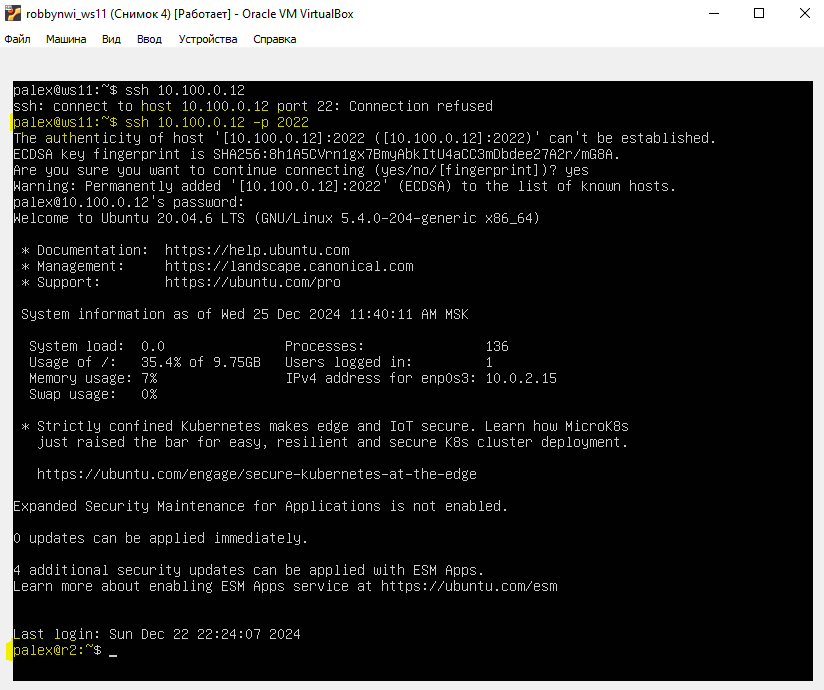 robbynwi_ws11 (Снимок 4) [Работает] - Oracle VM VirtualBox
Файл Машина Вид Ввод Устройства Справка
palex@ws11:~$ ssh 10.100.0.12
ssh: connect to host 10.100.0.12 port 22: Connection refused
palex@ws11:~$ ssh 10.100.0.12 -p 2022
The authenticity of host '[10.100.0.12]:2022 ([10.100.0.12]:2022)' can't be established.
ECDSA key fingerprint is SHA256:8h1A5CVrn1gx7BmyAbkItU4aCC3mDbdee27A2r/mG8A.
Are you sure you want to continue connecting (yes/no/[fingerprint])? yes
Warning: Permanently added '[10.100.0.12]:2022' (ECDSA) to the list of known hosts.
palex@10.100.0.12's password:
Welcome to Ubuntu 20.04.6 LTS (GNU/Linux 5.4.0-204-generic x86_64)
* Documentation: https://help.ubuntu.com
* Management: https://landscape.canonical.com
* Support: https://ubuntu.com/pro
System information as of Wed 25 Dec 2024 11:40:11 AM MSK
System load: 0.0 Processes: 136
Usage of /: 35.4% of 9.75GB Users logged in: 1
Memory usage: 7% IPv4 address for enp0s3: 10.0.2.15
Swap usage: 0%
* Strictly confined Kubernetes makes edge and IoT secure. Learn how MicroK8s
just raised the bar for easy, resilient and secure K8s cluster deployment.
https://ubuntu.com/engage/secure-kubernetes-at-the-edge
Expanded Security Maintenance for Applications is not enabled.
0 updates can be applied immediately.
4 additional security updates can be applied with ESM Apps.
Learn more about enabling ESM Apps service at https://ubuntu.com/esm
Last login: Sun Dec 22 22:24:07 2024
palex@r2:~$ _